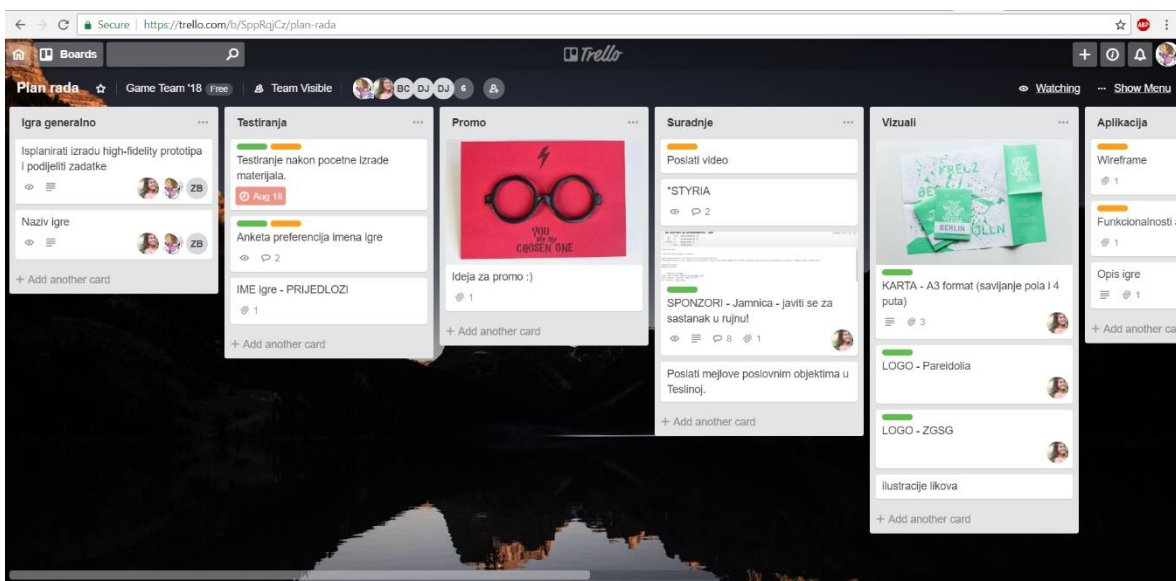 Secure | https://trello.com/b/SppRqjCz/plan-rada
Boards
Trello
Plan rada
Game Team '18 Free
Team Visible
BC DJ DJ 6
Watching
... Show Menu
Igra generalno
Isplanirati izradu high-fidelity prototipa
i podijeliti zadatke
ZB
Naziv igre
ZB
+ Add another card
Testiranja
Testiranje nakon pocetne izrade
materijala.
Aug 18
Anketa preferencija imena igre
2
IME igre - PRIJEDLOZI
1
+ Add another card
Promo
YOU
are the
CHOSEN ONE
Ideja za promo :)
1
+ Add another card
Suradnje
Poslati video
*STYRIA
2
SPONZORI - Jamnica - javiti se za
sastanak u rujnu!
8 1
Poslati mejlove poslovnim objektima u
Teslinoj.
+ Add another card
Vizuali
KREUZ
BERLIN
KÖLLN
KARTA - A3 format (savijanje pola i 4
puta)
3
LOGO - Pareidolia
LOGO - ZGSG
ilustracije likova
+ Add another card
Aplikacija
Wireframe
1
Funkcionalnosti a
1
Opis igre
1
+ Add another ca
ABP